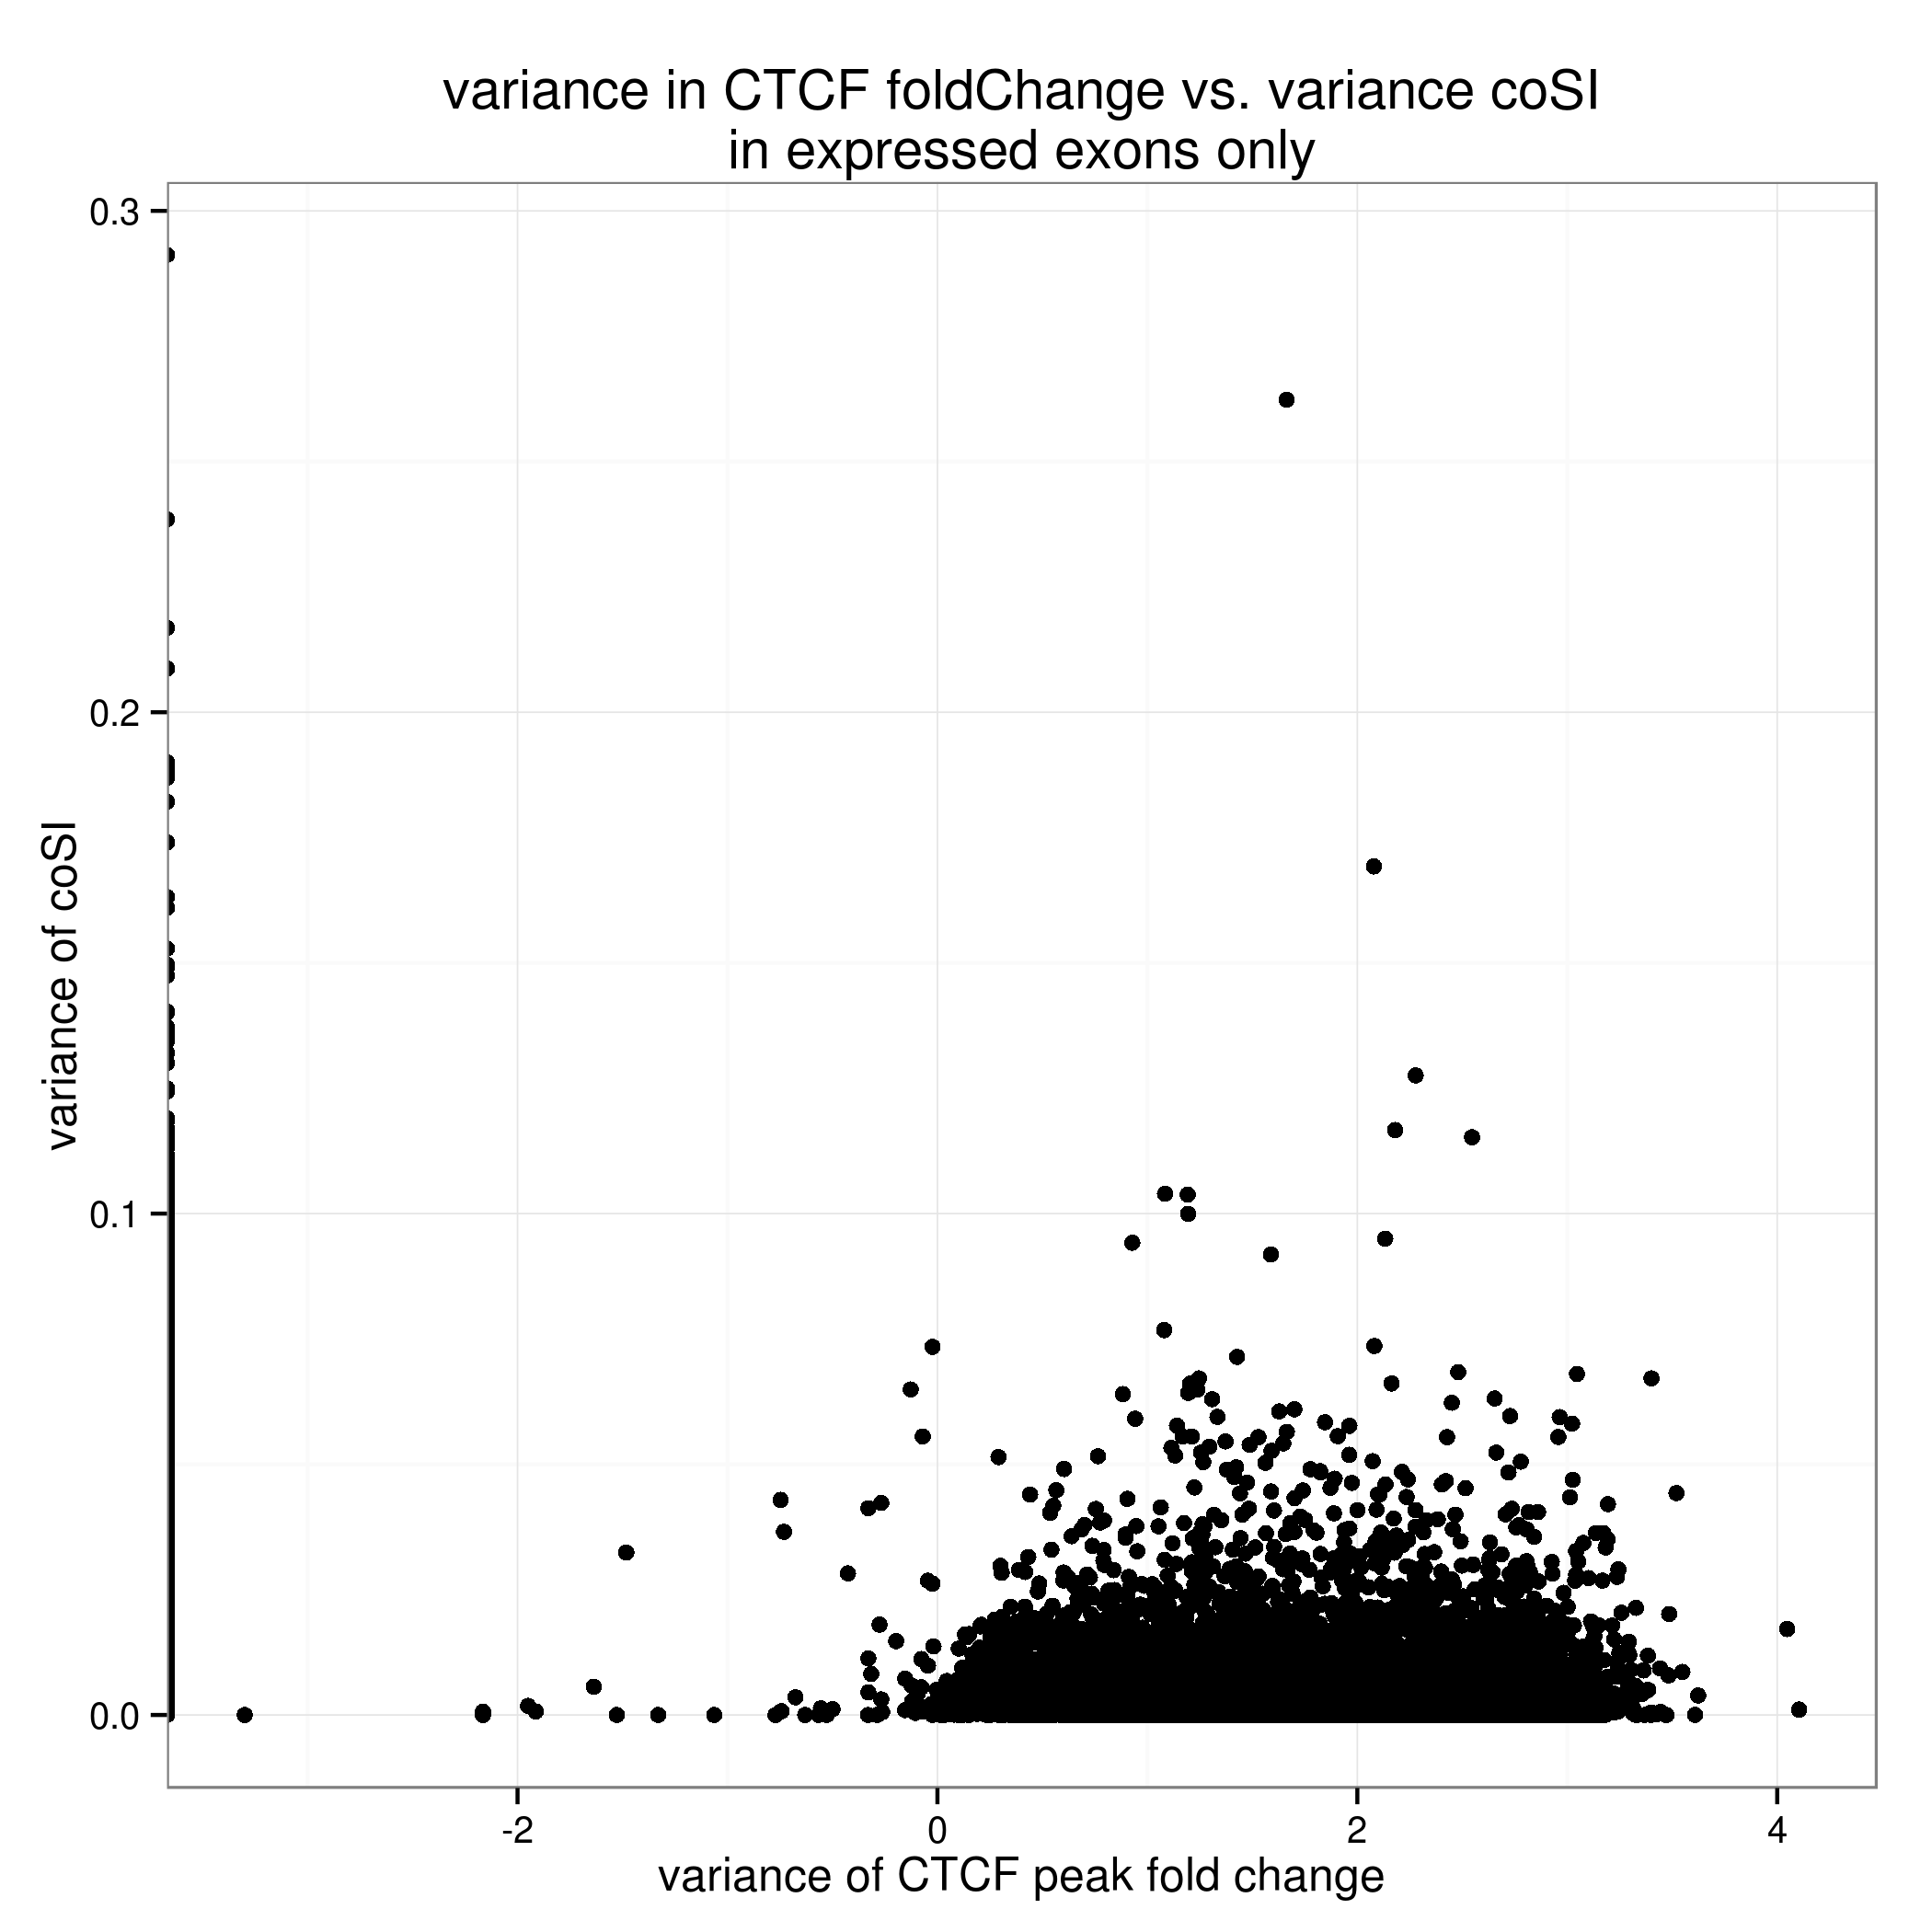 variance in CTCF foldChange vs. variance coSI
in expressed exons only
0.3
0.2
0.1
0.0
variance of coSI
-2 0 2 4
variance of CTCF peak fold change